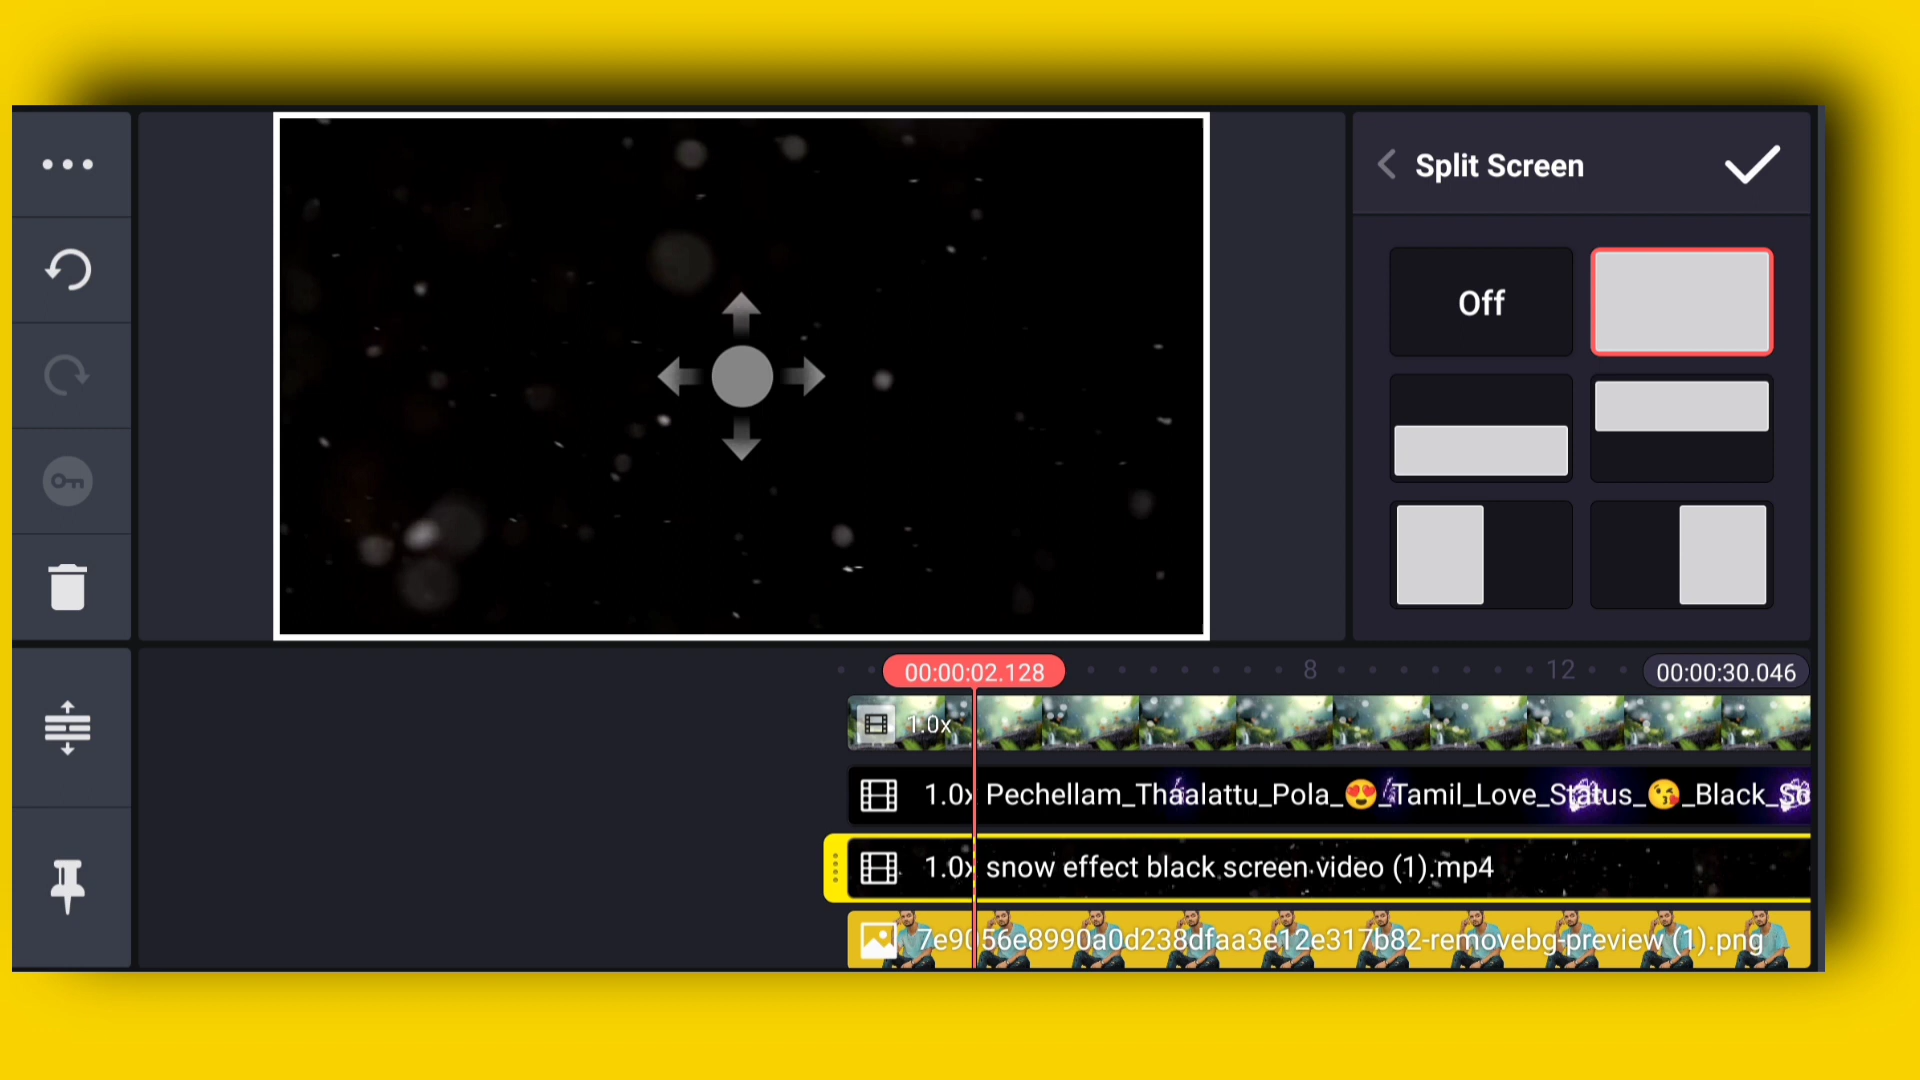 Split Screen
Off
00:00:02.128
8
12
00:00:30.046
1.0x
1.0x Pechellam_Thaalattu_Pola_😍_Tamil_Love_Status_😘_Black_Sc
1.0x snow effect black screen video (1).mp4
7e9056e8990a0d238dfaa3e12e317b82-removebg-preview (1).png